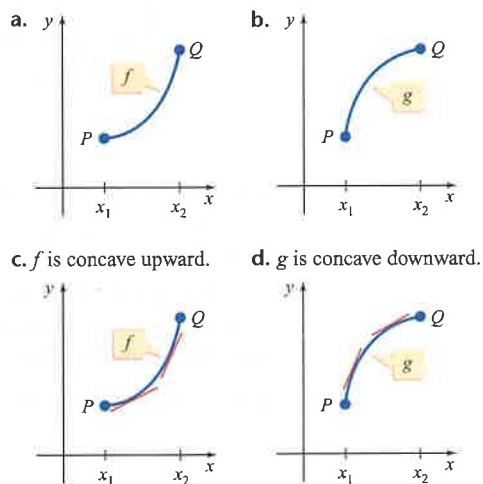 a. y b. y
Q Q
f g
P P
x₁ x₂ x x₁ x₂ x
c. f is concave upward. d. g is concave downward.
y y
Q Q
f g
P P
x₁ x₂ x x₁ x₂ x